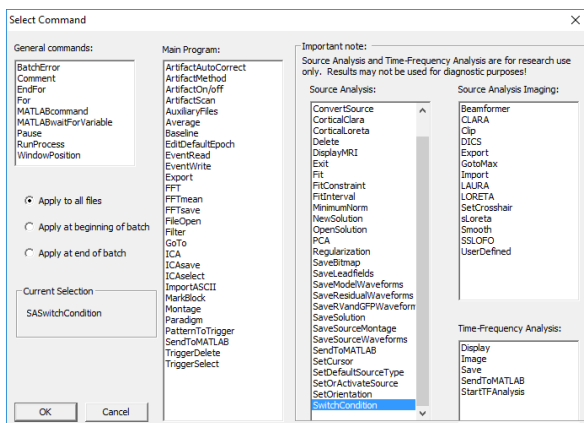 Select Command
General commands:
BatchError
Comment
EndFor
For
MATLABcommand
MATLABwaitForVariable
Pause
RunProcess
WindowPosition
Apply to all files
Apply at beginning of batch
Apply at end of batch
Current Selection
SASwitchCondition
OK
Cancel
Main Program:
ArtifactAutoCorrect
ArtifactMethod
ArtifactOn/off
ArtifactScan
AuxiliaryFiles
Average
Baseline
EditDefaultEpoch
EventRead
EventWrite
Export
FFT
FFTmean
FFTsave
FileOpen
Filter
GoTo
ICA
ICAsave
ICAselect
ImportASCII
MarkBlock
Montage
Paradigm
PatternToTrigger
SendToMATLAB
TriggerDelete
TriggerSelect
Important note:
Source Analysis and Time-Frequency Analysis are for research use
only. Results may not be used for diagnostic purposes!
Source Analysis:
ConvertSource
CorticalClara
CorticalLoreta
Delete
DisplayMRI
Exit
Fit
FitConstraint
FitInterval
MinimumNorm
NewSolution
OpenSolution
PCA
Regularization
SaveBitmap
SaveLeadfields
SaveModelWaveforms
SaveResidualWaveforms
SaveRVandGFPWaveform
SaveSolution
SaveSourceMontage
SaveSourceWaveforms
SendToMATLAB
SetCursor
SetDefaultSourceType
SetOrActivateSource
SetOrientation
SwitchCondition
Source Analysis Imaging:
Beamformer
CLARA
Clip
DICS
Export
GotoMax
Import
LAURA
LORETA
SetCrosshair
sLoreta
Smooth
SSLOFO
UserDefined
Time-Frequency Analysis:
Display
Image
Save
SendToMATLAB
StartTFAnalysis